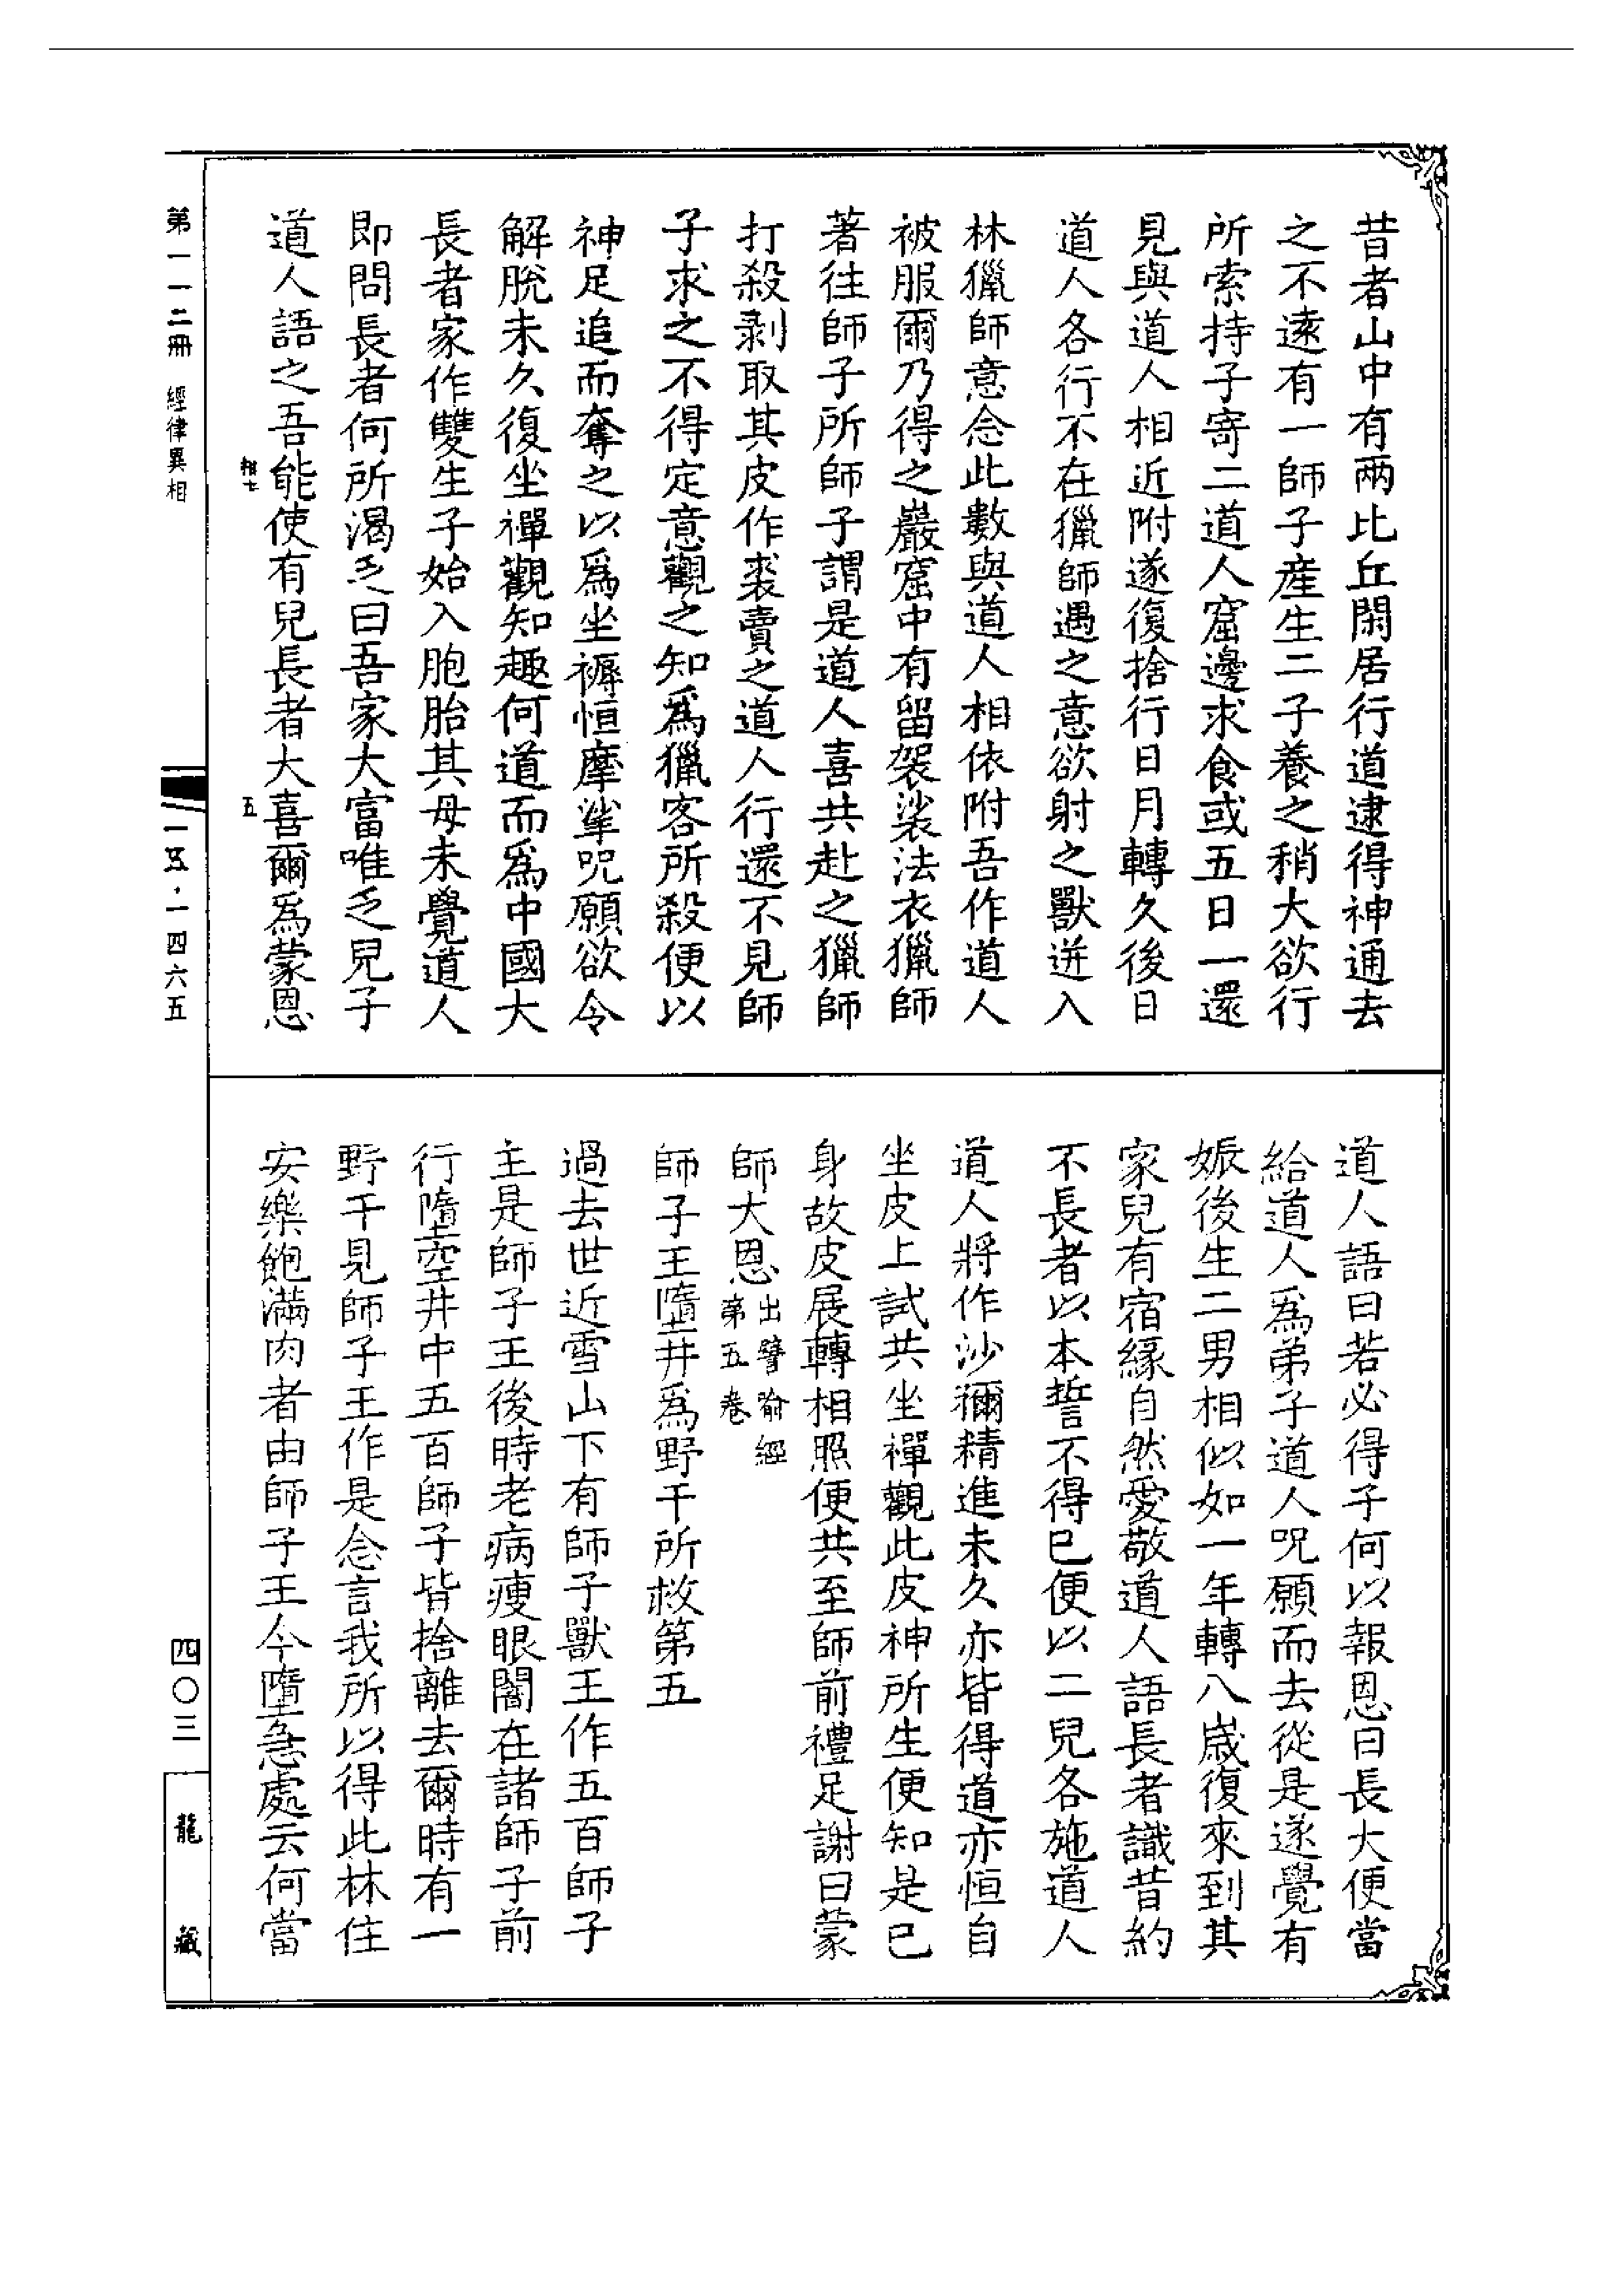 昔者山中有兩比丘閑居行道逮得神通去
之不遠有一師子產生二子養之稍大欲行
所索持子寄二道人窟邊求食或五日一還
見與道人相近附遂復捨行日月轉久後日
道人各行不在獵師遇之意欲射之獸迸入
林獵師意念此數與道人相依附吾作道人
被服爾乃得之巖窟中有留袈裟法衣獵師
著往師子所師子謂是道人喜共赴之獵師
打殺剥取其皮作裘賣之道人行還不見師
子求之不得定意觀之知爲獵客所殺便以
神足追而奪之以爲坐褥恒摩挲呪願欲令
解脫未久復坐禪觀知趣何道而爲中國大
長者家作雙生子始入胞胎其母未覺道人
即問長者何所渴乏曰吾家大富唯乏兒子
道人語之吾能使有兒長者大喜爾爲蒙恩
道人語曰若必得子何以報恩曰長大便當
給道人爲弟子道人呪願而去從是遂覺有
娠後生二男相似如一年轉八歲復來到其
家兒有宿緣自然愛敬道人語長者識昔約
不長者以本誓不得已便以二兒各施道人
道人將作沙彌精進未久亦皆得道亦恒自
坐皮上試共坐禪觀此皮神所生便知是已
身故皮展轉相照便共至師前禮足謝曰蒙
師大恩出譬喻經第五卷
師子王墮井爲野干所救第五
過去世近雪山下有師子獸王作五百師子
主是師子王後時老病瘦眼闇在諸師子前
行墮空井中五百師子皆捨離去爾時有一
野干見師子王作是念言我所以得此林住
安樂飽滿肉者由師子王今墮急處云何當
第一一二冊 經律異相
一五·一四六五
四〇三
龍藏
五